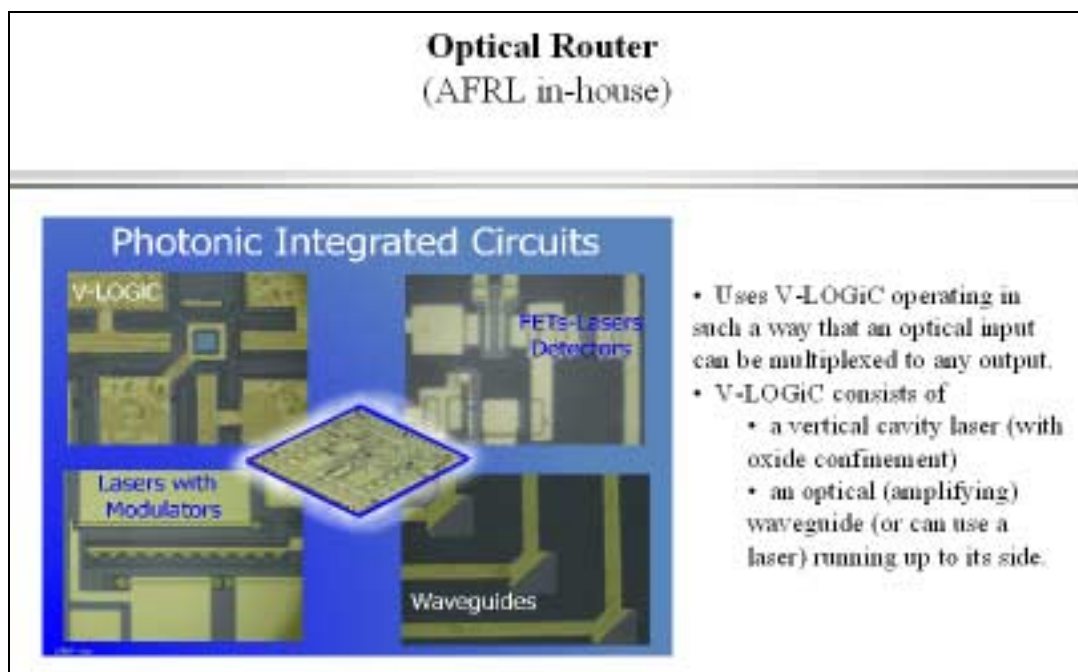 Optical Router
(AFRL in-house)
Photonic Integrated Circuits
V-LOGiC
FETs-Lasers
Detectors
Lasers with
Modulators
Waveguides
• Uses V-LOGiC operating in
such a way that an optical input
can be multiplexed to any output.
• V-LOGiC consists of
• a vertical cavity laser (with
oxide confinement)
• an optical (amplifying)
waveguide (or can use a
laser) running up to its side.